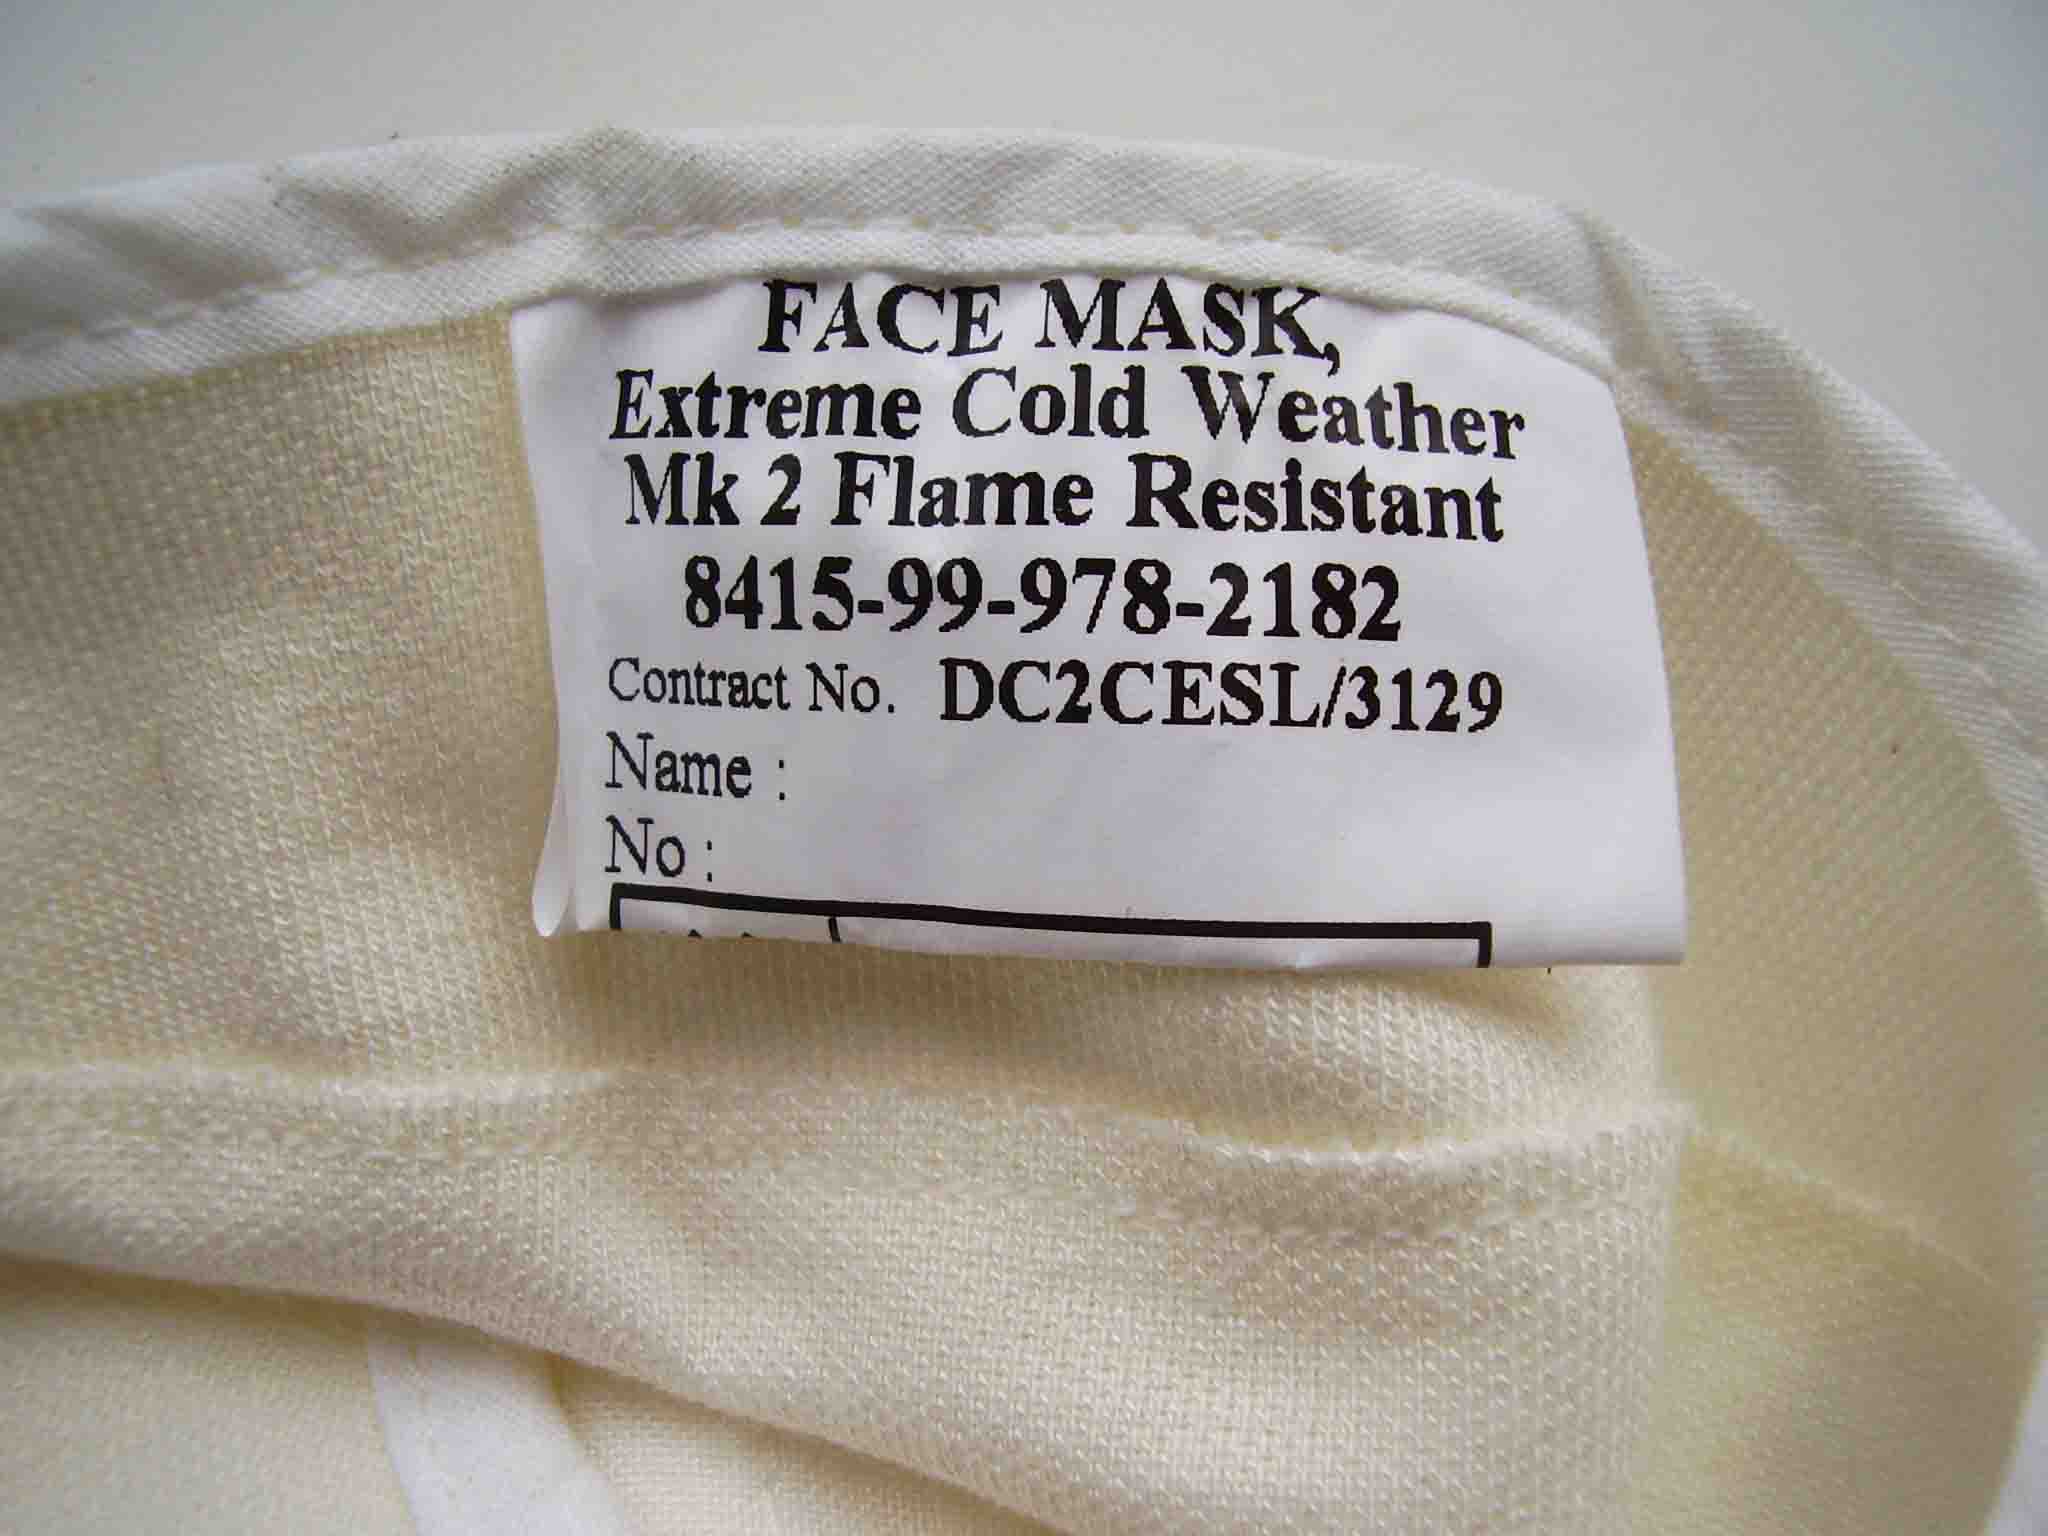 FACE MASK,
Extreme Cold Weather
Mk 2 Flame Resistant
8415-99-978-2182
Contract No. DC2CESL/3129
Name :
No :